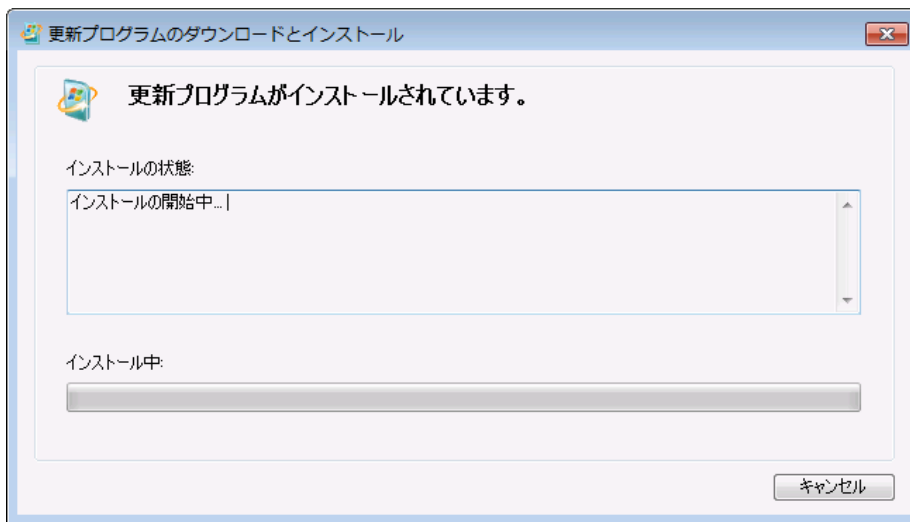 更新プログラムのダウンロードとインストール
更新プログラムがインストールされています。
インストールの状態:
インストールの開始中...
インストール中:
キャンセル